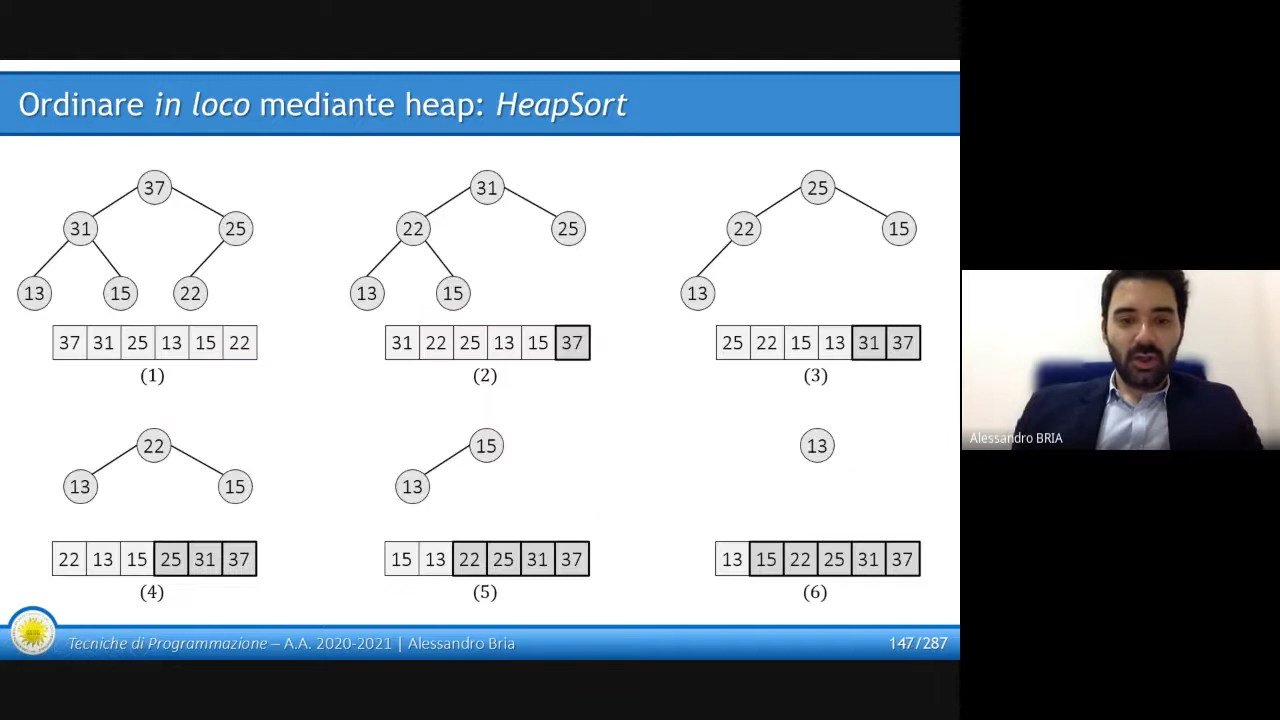 Ordinare in loco mediante heap: HeapSort
37
31 25
13 15 22
37 31 25 13 15 22
(1)
31
22 25
13 15
31 22 25 13 15 37
(2)
25
22 15
13
25 22 15 13 31 37
(3)
22
13 15
22 13 15 25 31 37
(4)
15
13
15 13 22 25 31 37
(5)
13
13 15 22 25 31 37
(6)
Alessandro BRIA
Tecniche di Programmazione – A.A. 2020-2021 | Alessandro Bria
147/287